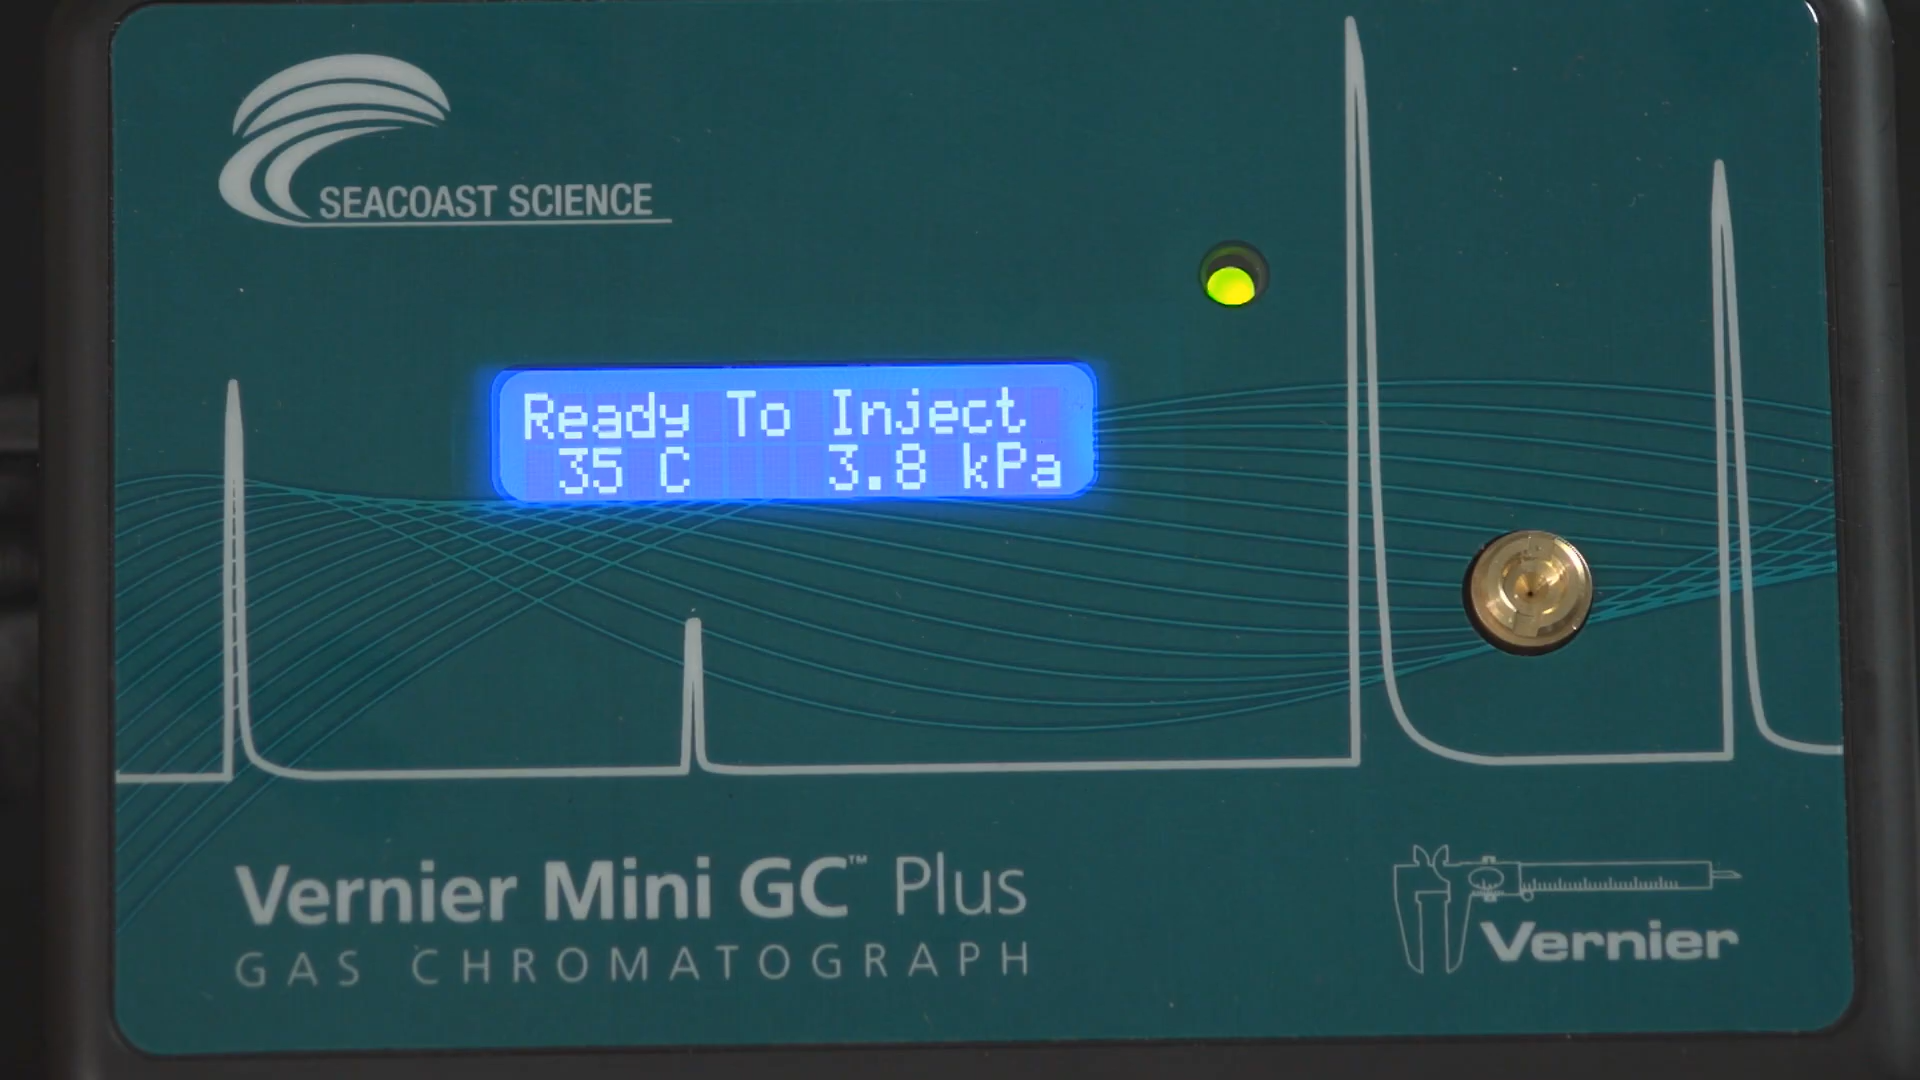 SEACOAST SCIENCE
Ready To Inject
35 C 3.8 kPa
Vernier Mini GC™ Plus
GAS CHROMATOGRAPH
Vernier